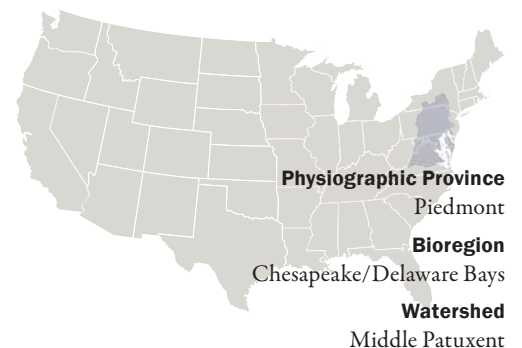 Physiographic Province
Piedmont
Bioregion
Chesapeake/Delaware Bays
Watershed
Middle Patuxent